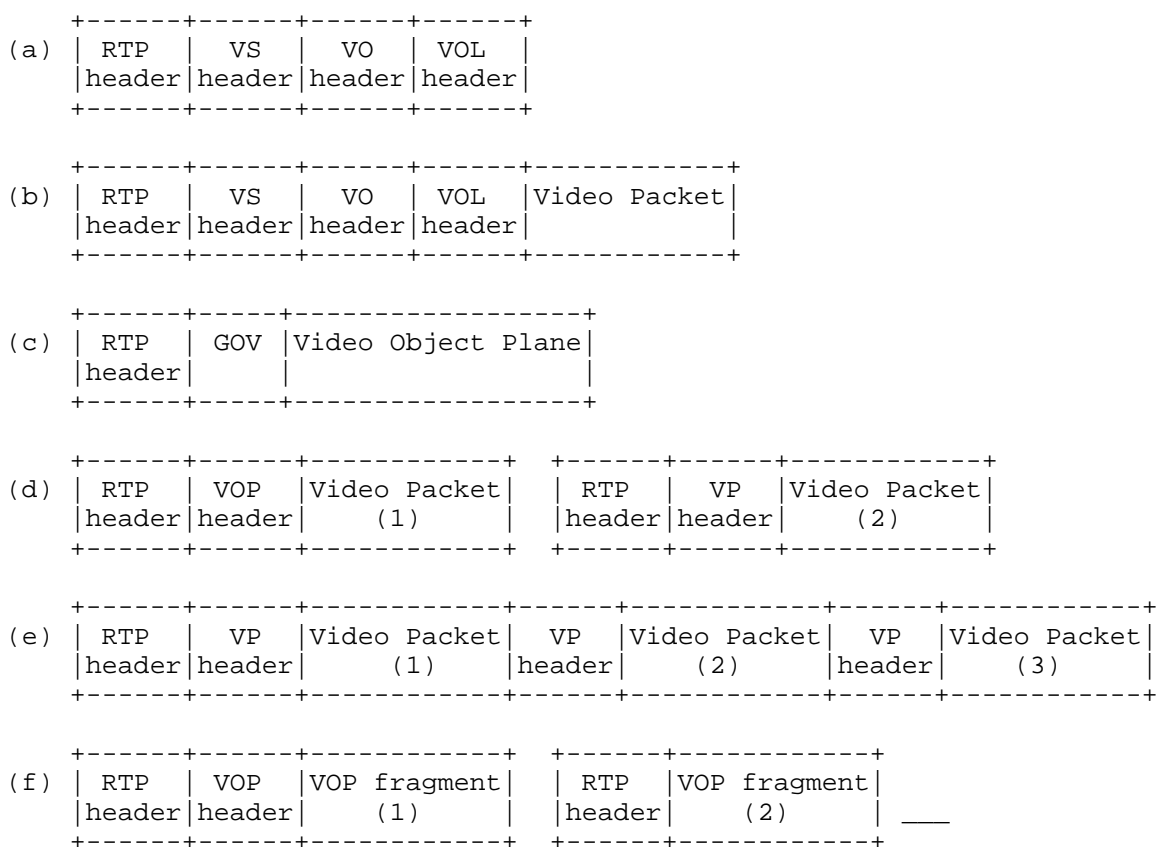 +------+------+------+------+
(a)  | RTP  |  VS  |  VO  | VOL  |
     |header|header|header|header|
     +------+------+------+------+

     +------+------+------+------+------------+
(b)  | RTP  |  VS  |  VO  | VOL  |Video Packet|
     |header|header|header|header|            |
     +------+------+------+------+------------+

     +------+-----+------------------+
(c)  | RTP  | GOV |Video Object Plane|
     |header|     |                  |
     +------+-----+------------------+

     +------+------+------------+  +------+------+------------+
(d)  | RTP  | VOP  |Video Packet|  | RTP  |  VP  |Video Packet|
     |header|header|    (1)     |  |header|header|    (2)     |
     +------+------+------------+  +------+------+------------+

     +------+------+------------+------+------------+------+------------+
(e)  | RTP  |  VP  |Video Packet|  VP  |Video Packet|  VP  |Video Packet|
     |header|header|    (1)     |header|    (2)     |header|    (3)     |
     +------+------+------------+------+------------+------+------------+

     +------+------+------------+  +------+------------+
(f)  | RTP  | VOP  |VOP fragment|  | RTP  |VOP fragment|
     |header|header|    (1)     |  |header|    (2)     | ___
     +------+------+------------+  +------+------------+